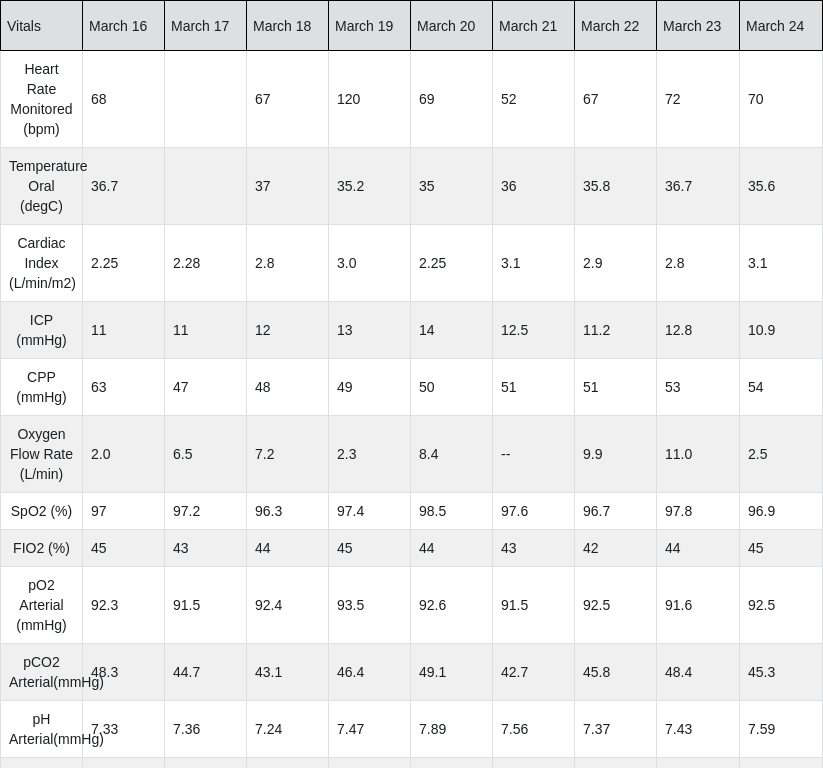 Vitals March 16 March 17 March 18 March 19 March 20 March 21 March 22 March 23 March 24
Heart
Rate
Monitored
(bpm)
68 67 120 69 52 67 72 70
Temperature
Oral
(degC)
36.7 37 35.2 35 36 35.8 36.7 35.6
Cardiac
Index
(L/min/m2)
2.25 2.28 2.8 3.0 2.25 3.1 2.9 2.8 3.1
ICP
(mmHg)
11 11 12 13 14 12.5 11.2 12.8 10.9
CPP
(mmHg)
63 47 48 49 50 51 51 53 54
Oxygen
Flow Rate
(L/min)
2.0 6.5 7.2 2.3 8.4 -- 9.9 11.0 2.5
SpO2 (%) 97 97.2 96.3 97.4 98.5 97.6 96.7 97.8 96.9
FIO2 (%) 45 43 44 45 44 43 42 44 45
pO2
Arterial
(mmHg)
92.3 91.5 92.4 93.5 92.6 91.5 92.5 91.6 92.5
pCO2
Arterial(mmHg)
48.3 44.7 43.1 46.4 49.1 42.7 45.8 48.4 45.3
pH
Arterial(mmHg)
7.33 7.36 7.24 7.47 7.89 7.56 7.37 7.43 7.59